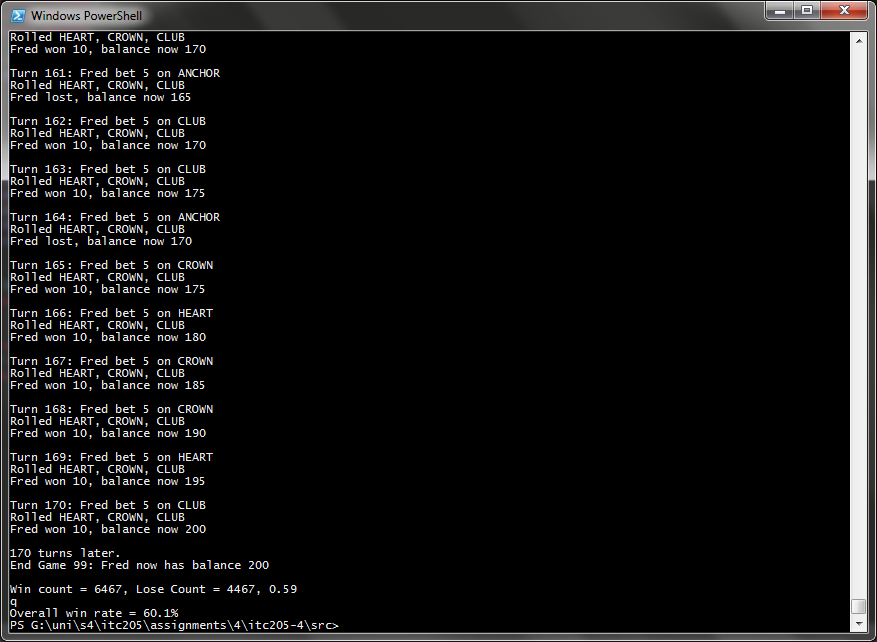 Windows PowerShell
Rolled HEART, CROWN, CLUB
Fred won 10, balance now 170
Turn 161: Fred bet 5 on ANCHOR
Rolled HEART, CROWN, CLUB
Fred lost, balance now 165
Turn 162: Fred bet 5 on CLUB
Rolled HEART, CROWN, CLUB
Fred won 10, balance now 170
Turn 163: Fred bet 5 on CLUB
Rolled HEART, CROWN, CLUB
Fred won 10, balance now 175
Turn 164: Fred bet 5 on ANCHOR
Rolled HEART, CROWN, CLUB
Fred lost, balance now 170
Turn 165: Fred bet 5 on CROWN
Rolled HEART, CROWN, CLUB
Fred won 10, balance now 175
Turn 166: Fred bet 5 on HEART
Rolled HEART, CROWN, CLUB
Fred won 10, balance now 180
Turn 167: Fred bet 5 on CROWN
Rolled HEART, CROWN, CLUB
Fred won 10, balance now 185
Turn 168: Fred bet 5 on CROWN
Rolled HEART, CROWN, CLUB
Fred won 10, balance now 190
Turn 169: Fred bet 5 on HEART
Rolled HEART, CROWN, CLUB
Fred won 10, balance now 195
Turn 170: Fred bet 5 on CLUB
Rolled HEART, CROWN, CLUB
Fred won 10, balance now 200
170 turns later.
End Game 99: Fred now has balance 200
Win count = 6467, Lose Count = 4467, 0.59
q
Overall win rate = 60.1%
PS G:\uni\s4\itc205\assignments\4\itc205-4\src>